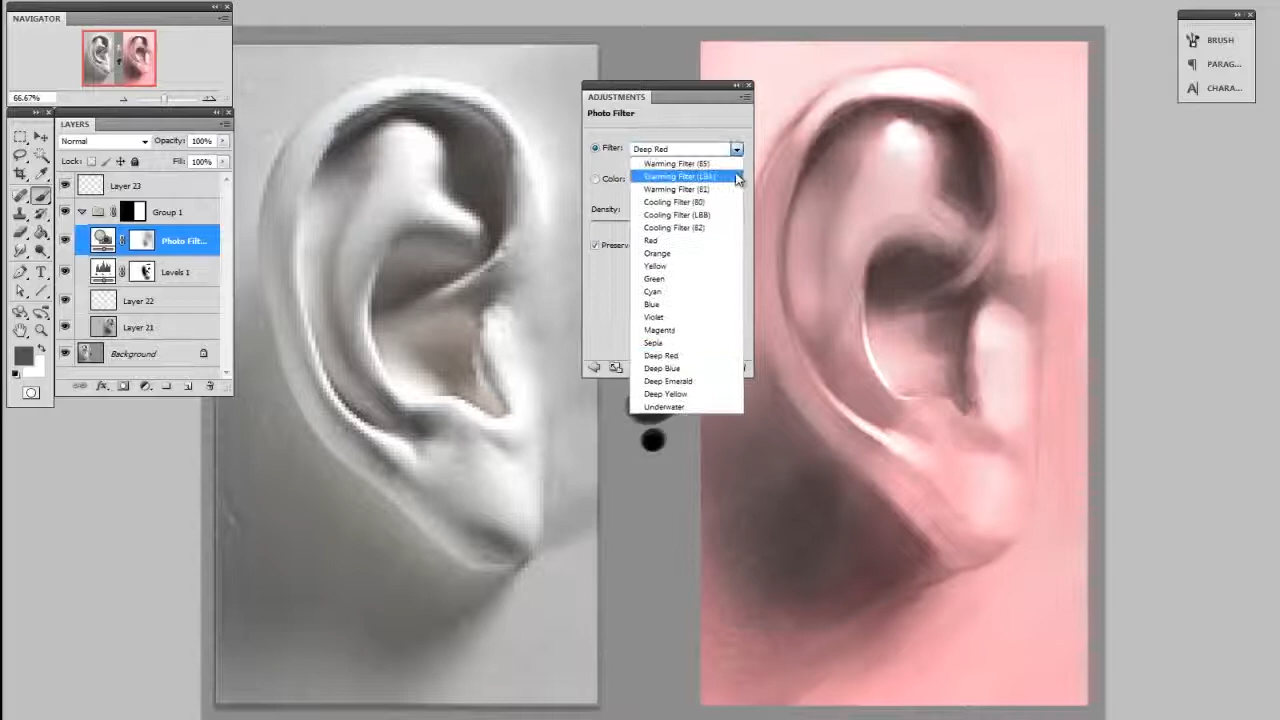 NAVIGATOR
66.67%
LAYERS
Normal
Opacity: 100%
Lock:
Fill: 100%
Layer 23
Group 1
Photo Filt...
Levels 1
Layer 22
Layer 21
Background
ADJUSTMENTS
Photo Filter
Filter: Deep Red
Color:
Density:
Preserv
Warming Filter (85)
Warming Filter (LBA)
Warming Filter (81)
Cooling Filter (80)
Cooling Filter (LBB)
Cooling Filter (82)
Red
Orange
Yellow
Green
Cyan
Blue
Violet
Magenta
Sepia
Deep Red
Deep Blue
Deep Emerald
Deep Yellow
Underwater
BRUSH
PARAG...
CHARA...